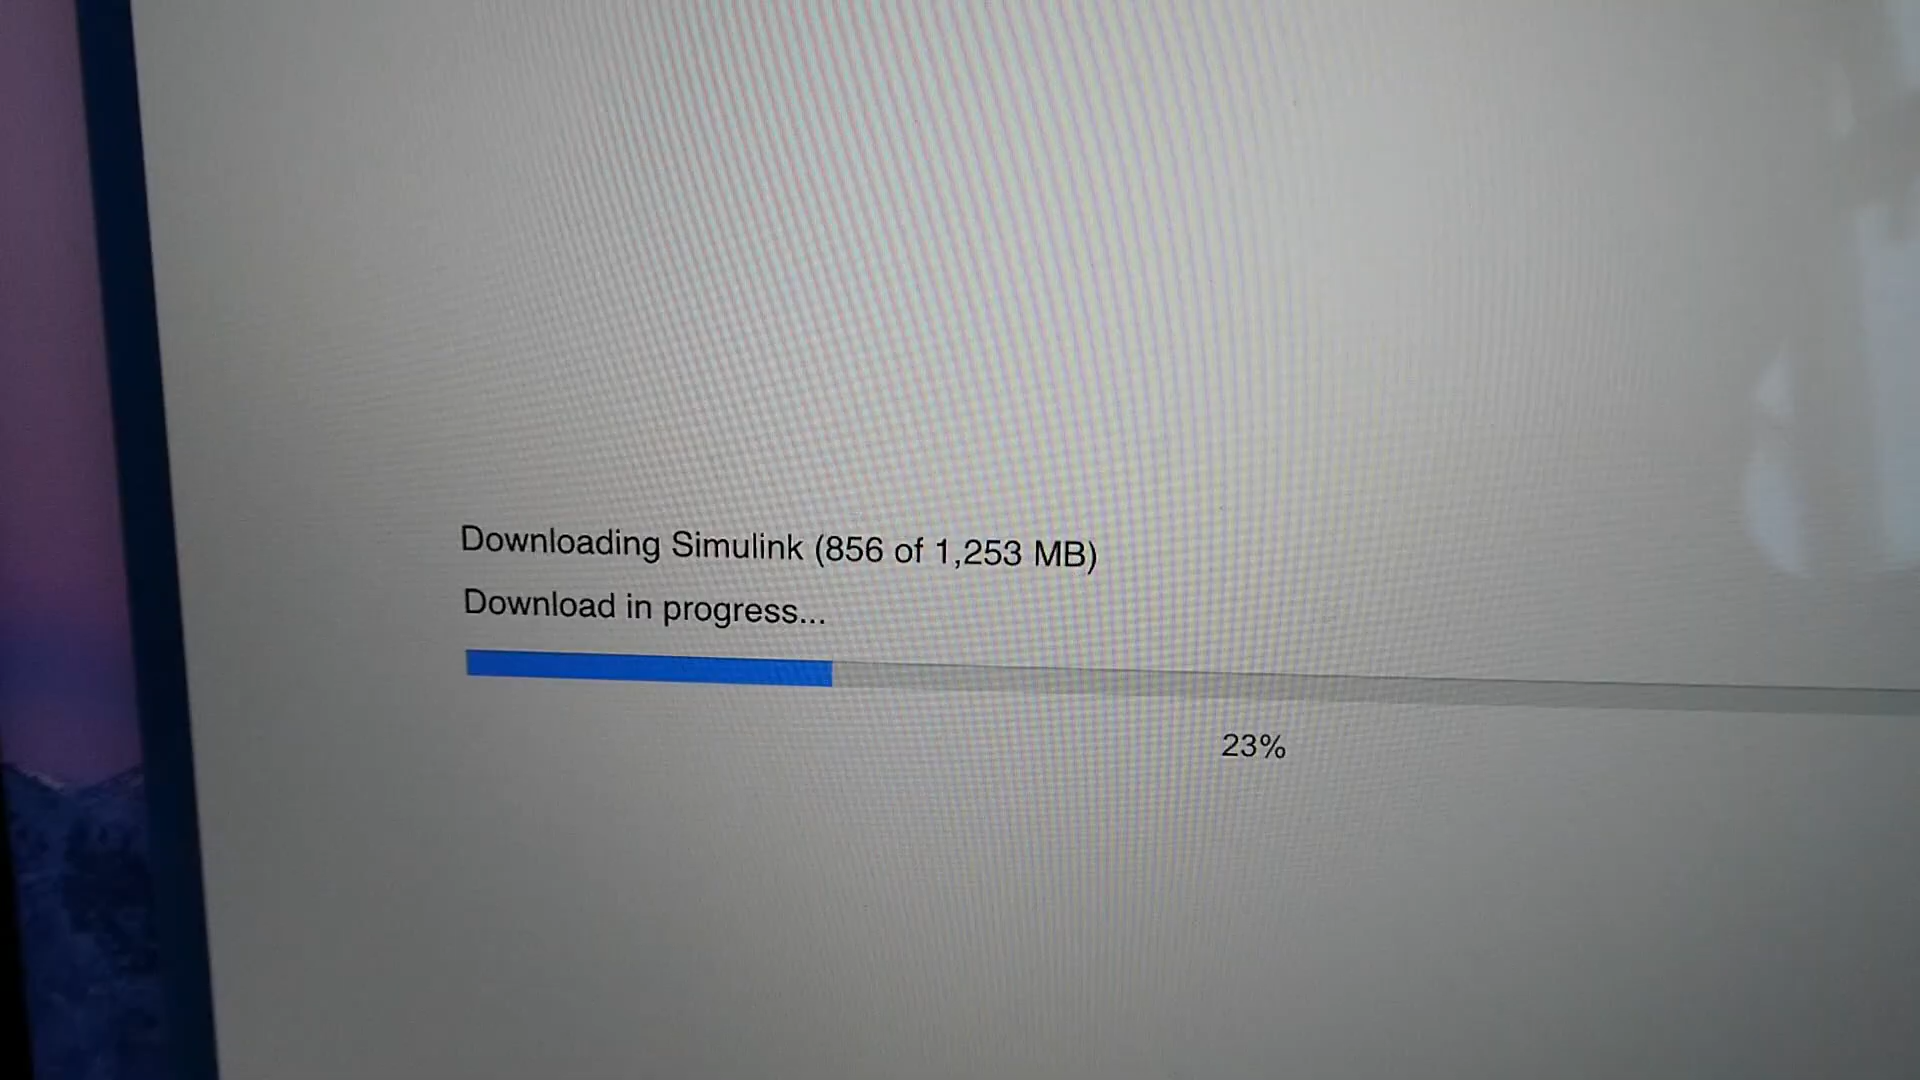 Downloading Simulink (856 of 1,253 MB)
Download in progress...
23%